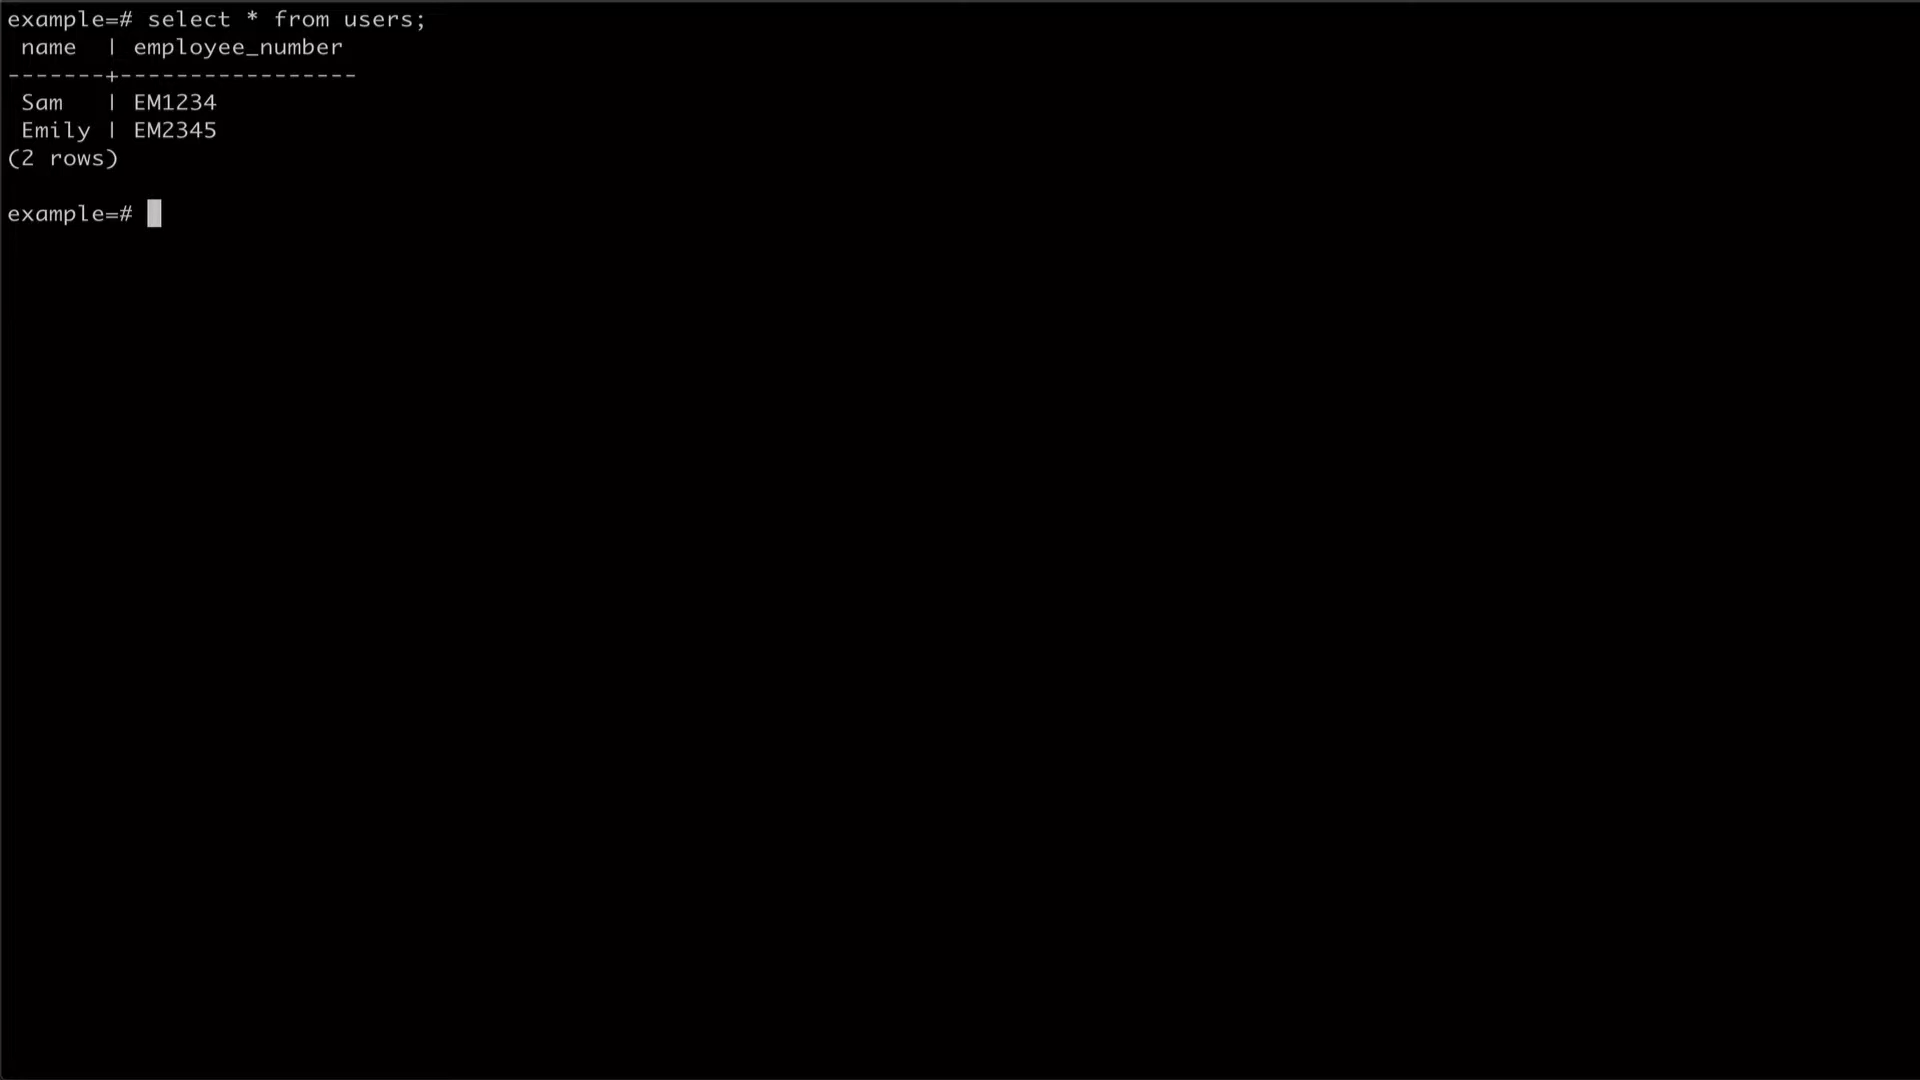 example=# select * from users;
 name  | employee_number
-------+-----------------
 Sam   | EM1234
 Emily | EM2345
(2 rows)

example=#